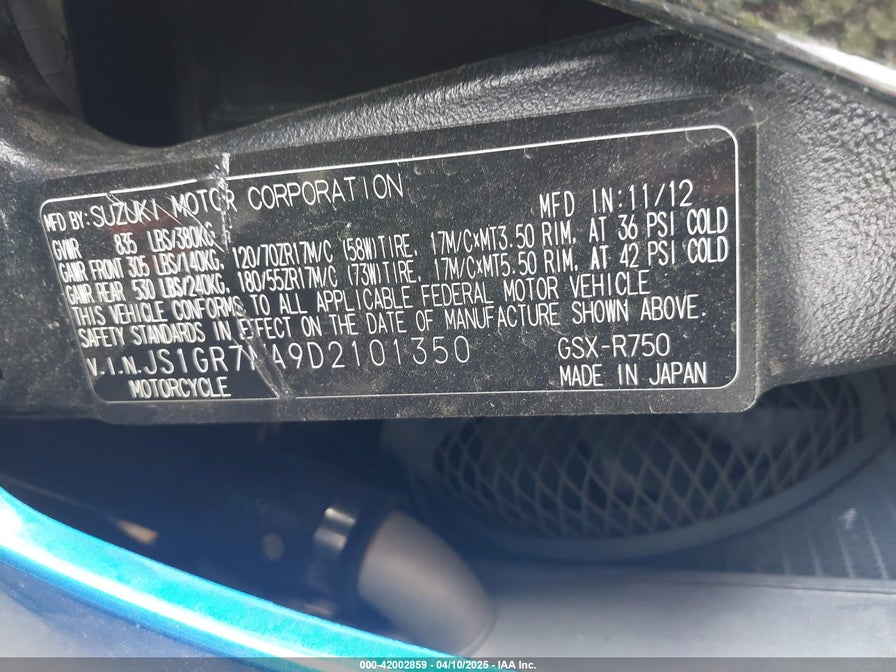 MFD BY: SUZUKI MOTOR CORPORATION MFD IN: 11/12
GVWR 835 LBS/380KG,
GAWR FRONT 305 LBS/140KG, 120/70ZR17M/C (58W)TIRE, 17M/C×MT3.50 RIM, AT 36 PSI COLD
GAWR REAR 530 LBS/240KG, 180/55ZR17M/C (73W)TIRE, 17M/C×MT5.50 RIM, AT 42 PSI COLD
THIS VEHICLE CONFORMS TO ALL APPLICABLE FEDERAL MOTOR VEHICLE
SAFETY STANDARDS IN EFFECT ON THE DATE OF MANUFACTURE SHOWN ABOVE.
V.I.N. GSX-R750
MOTORCYCLE MADE IN JAPAN
000-42002859 - 04/10/2025 - IAA Inc.